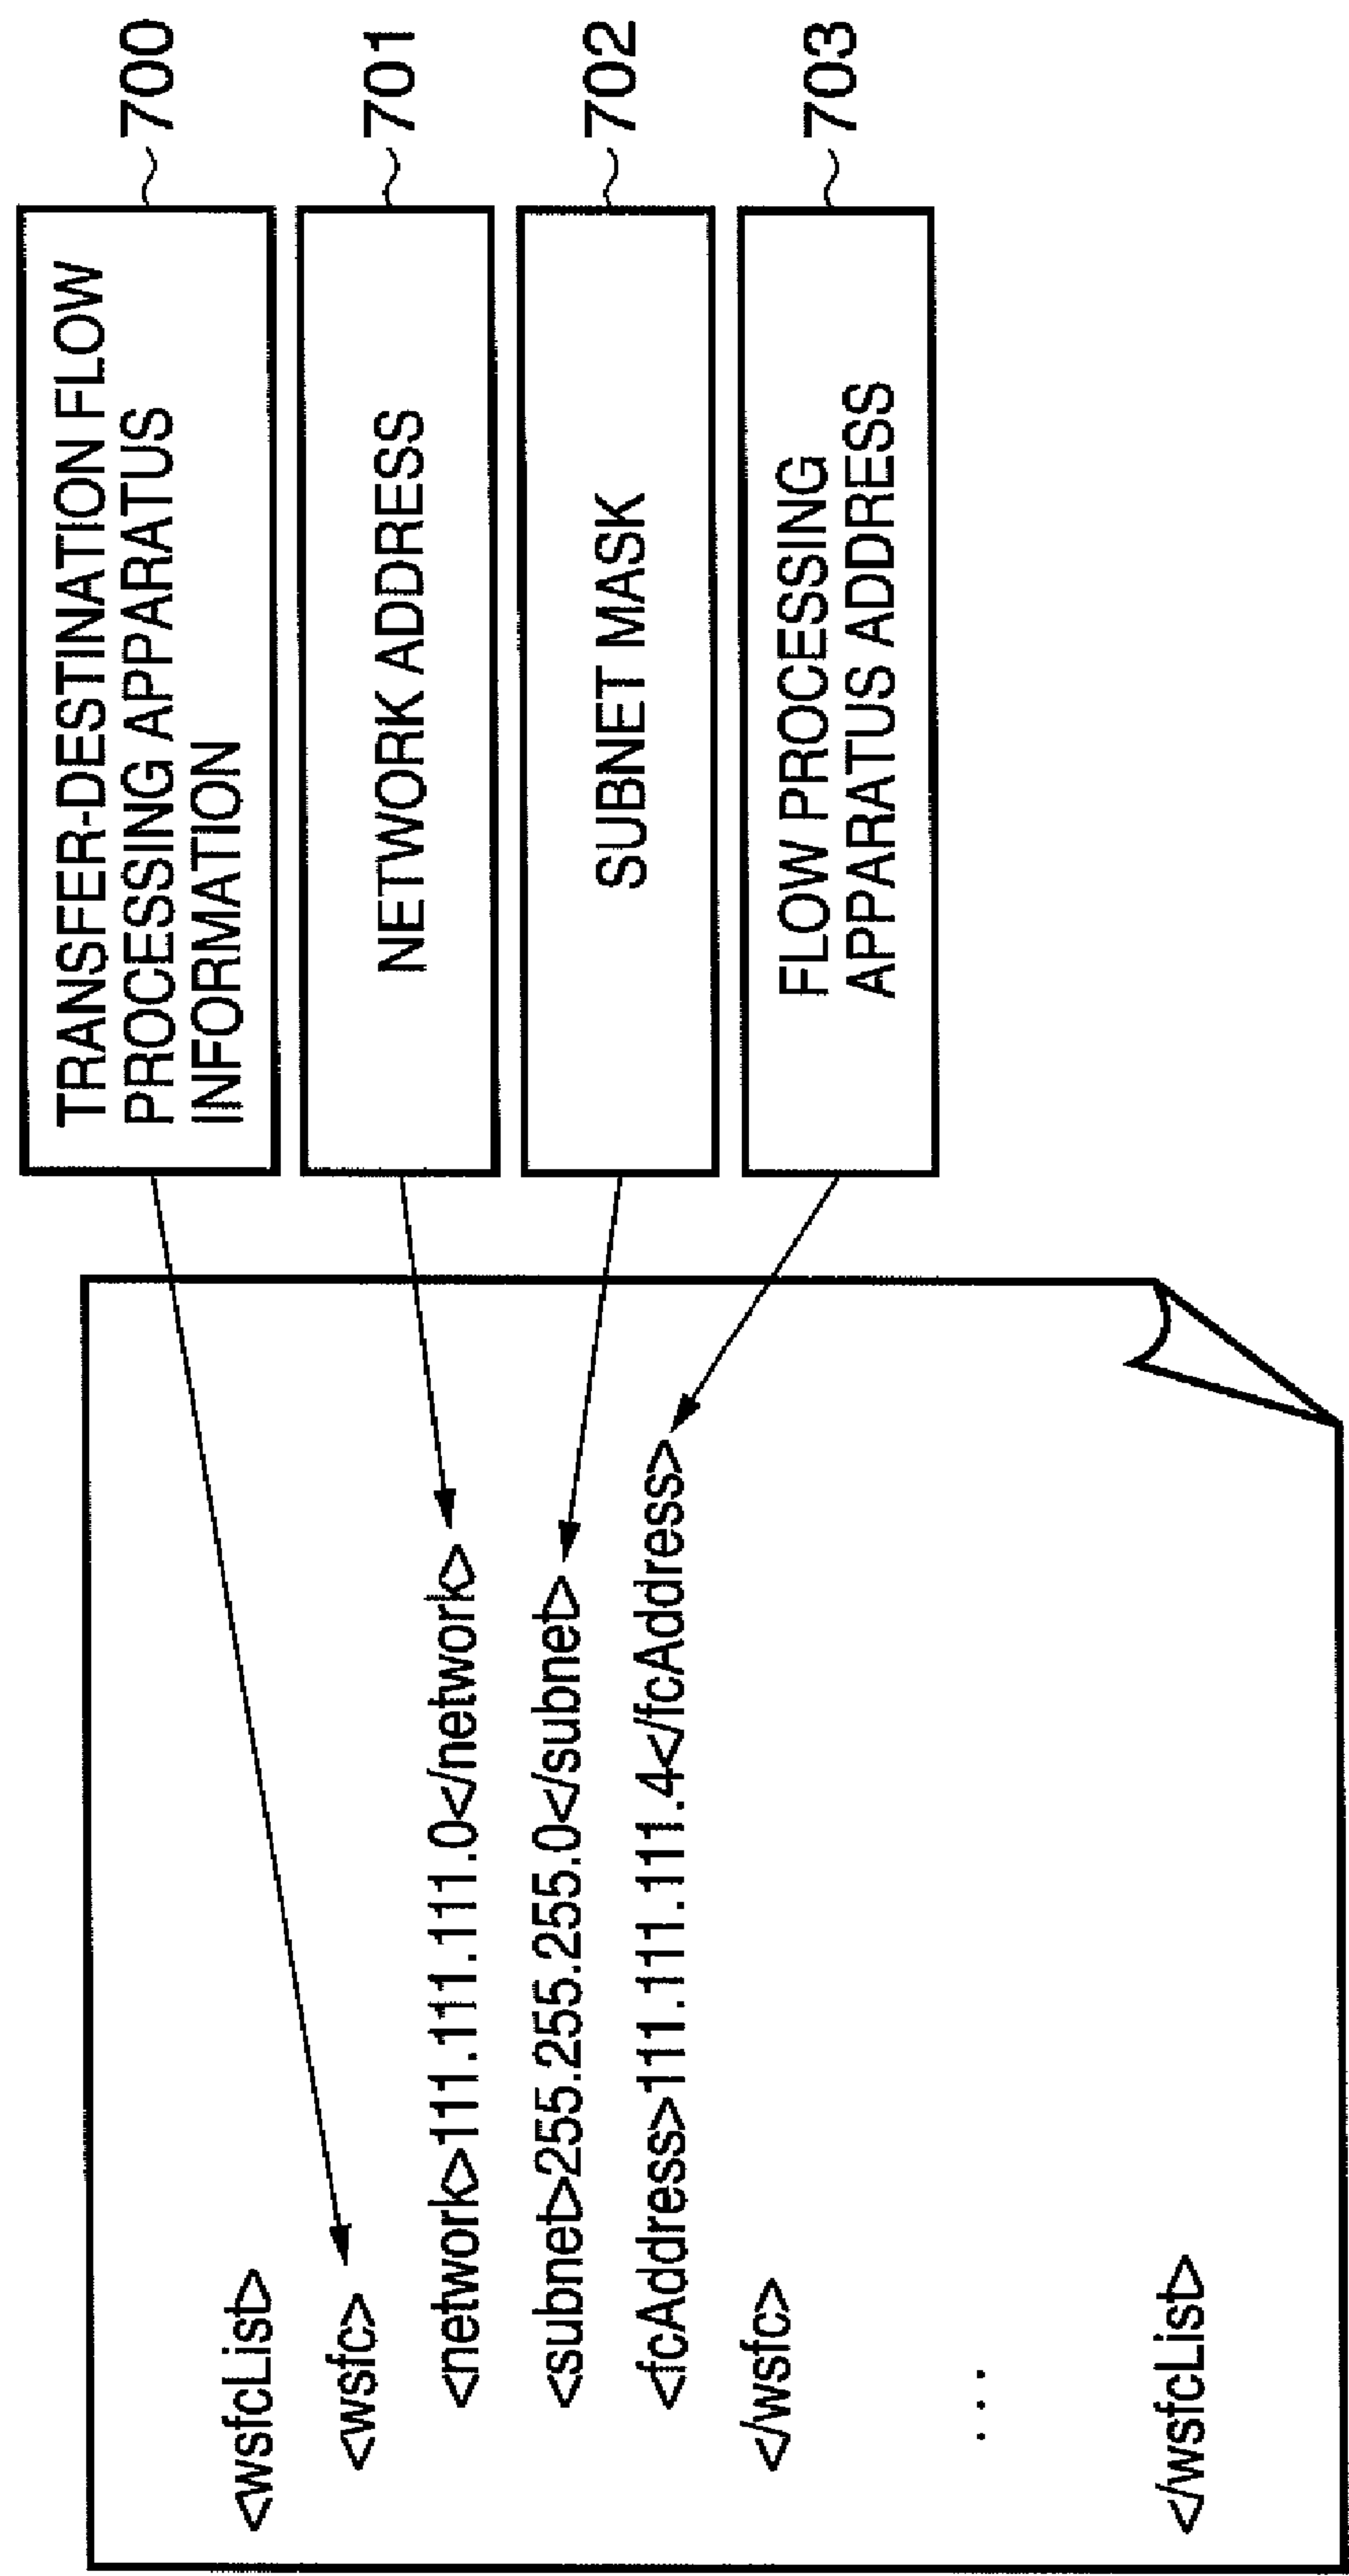 <wsfcList>
<wsfc>
<network>111.111.111.0</network>
<subnet>255.255.255.0</subnet>
<fcAddress>111.111.111.4</fcAddress>
</wsfc>
...
</wsfcList>
TRANSFER-DESTINATION FLOW
PROCESSING APPARATUS
INFORMATION
700
NETWORK ADDRESS
701
SUBNET MASK
702
FLOW PROCESSING
APPARATUS ADDRESS
703